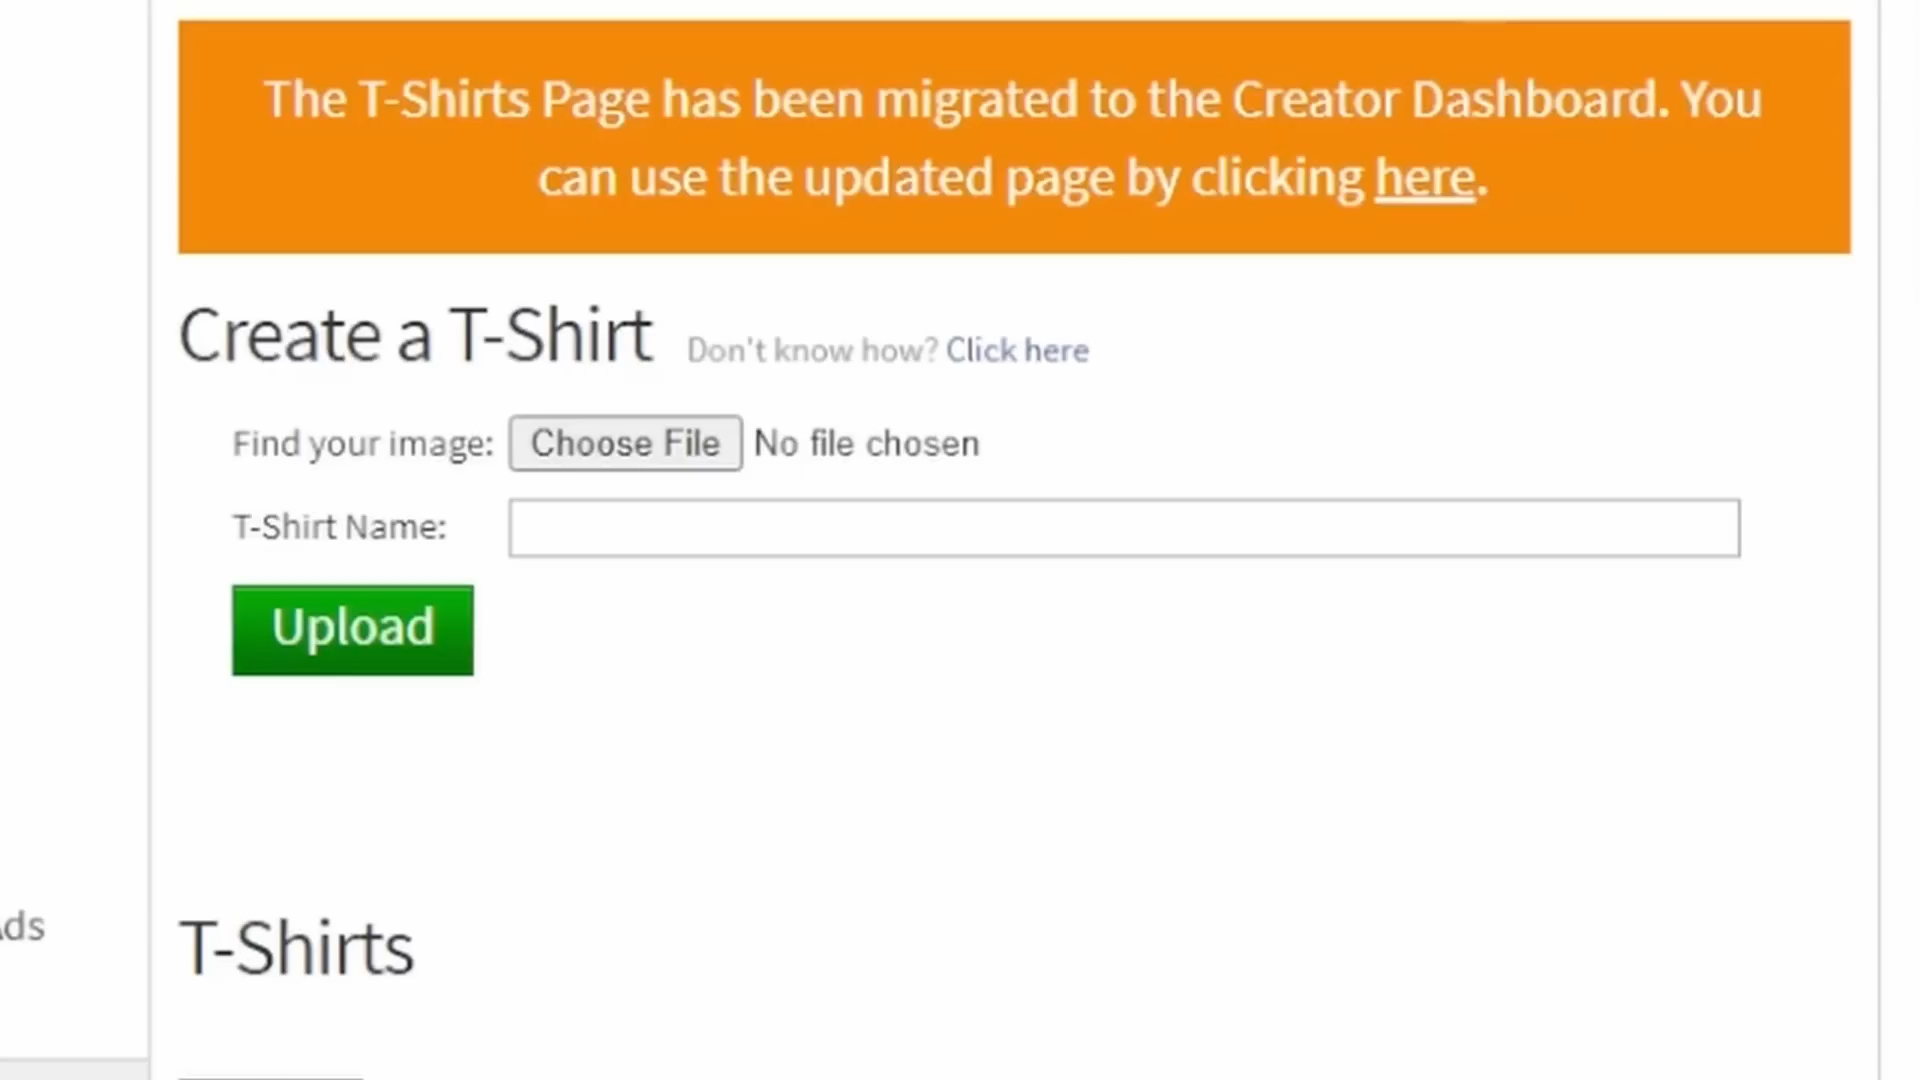 The T-Shirts Page has been migrated to the Creator Dashboard. You
can use the updated page by clicking here.
Create a T-Shirt Don't know how? Click here
Find your image: Choose File No file chosen
T-Shirt Name:
Upload
Ads
T-Shirts